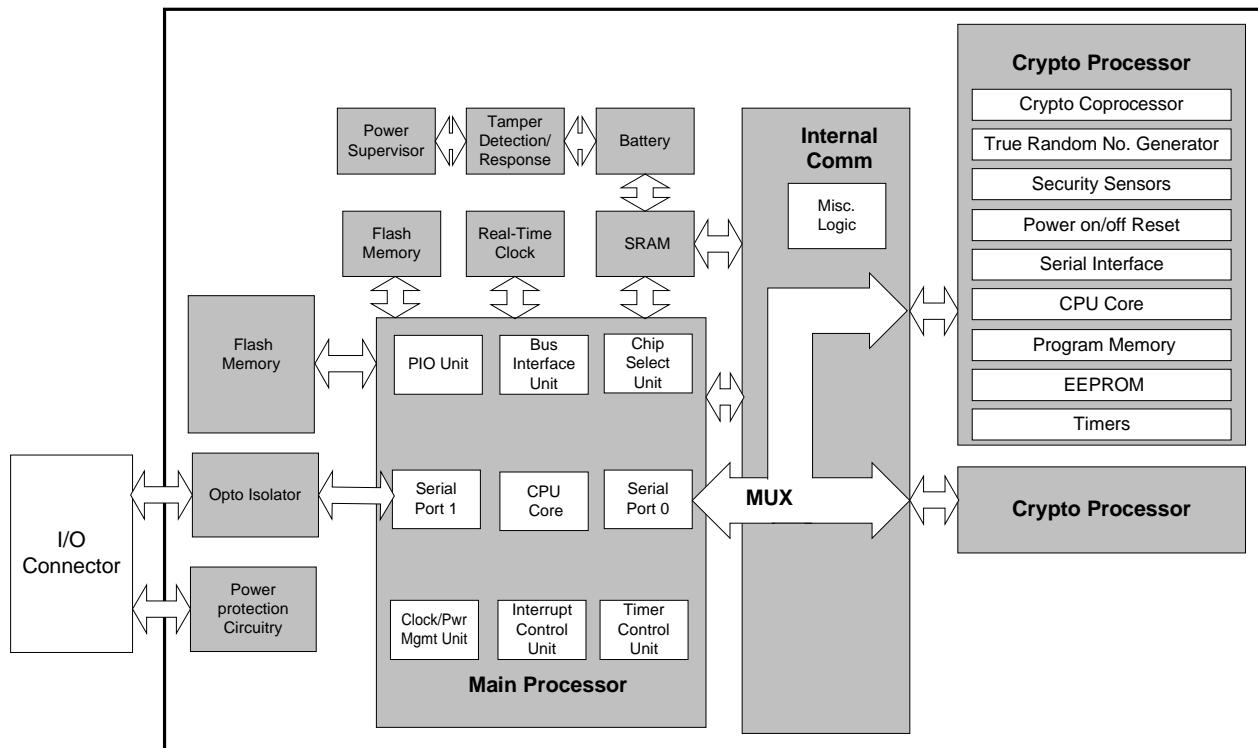 Crypto Processor
Crypto Coprocessor
True Random No. Generator
Security Sensors
Power on/off Reset
Serial Interface
CPU Core
Program Memory
EEPROM
Timers
Power
Supervisor
Tamper
Detection/
Response
Battery
Internal
Comm
Misc.
Logic
Flash
Memory
Real-Time
Clock
SRAM
Flash
Memory
PIO Unit
Bus
Interface
Unit
Chip
Select
Unit
I/O
Connector
Opto Isolator
Serial
Port 1
CPU
Core
Serial
Port 0
MUX
Crypto Processor
Power
protection
Circuitry
Clock/Pwr
Mgmt Unit
Interrupt
Control
Unit
Timer
Control
Unit
Main Processor